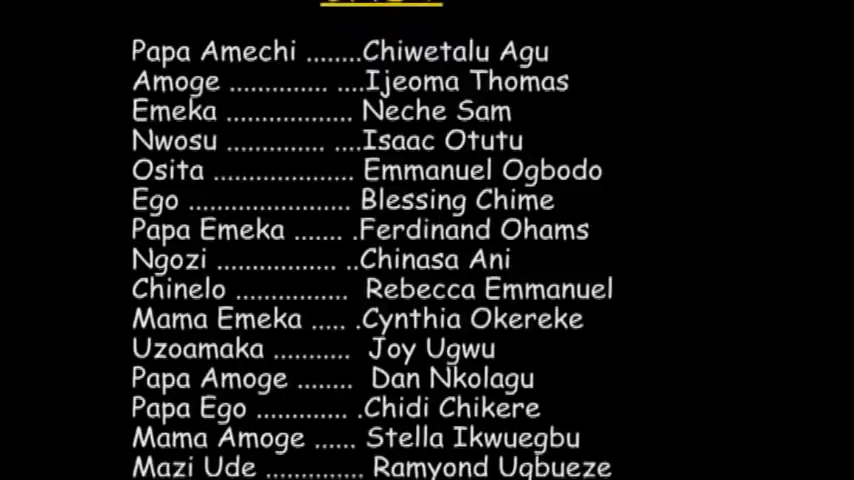 Papa Amechi ........Chiwetalu Agu
Amoge .............. ....Ijeoma Thomas
Emeka ................... Neche Sam
Nwosu .............. ....Isaac Otutu
Osita ..................... Emmanuel Ogbodo
Ego ........................ Blessing Chime
Papa Emeka ....... .Ferdinand Ohams
Ngozi .................. ..Chinasa Ani
Chinelo ................. Rebecca Emmanuel
Mama Emeka ..... .Cynthia Okereke
Uzoamaka ........... Joy Ugwu
Papa Amoge ........ Dan Nkolagu
Papa Ego ............. .Chidi Chikere
Mama Amoge ...... Stella Ikwuegbu
Mazi Ude .............. Ramyond Ugbueze